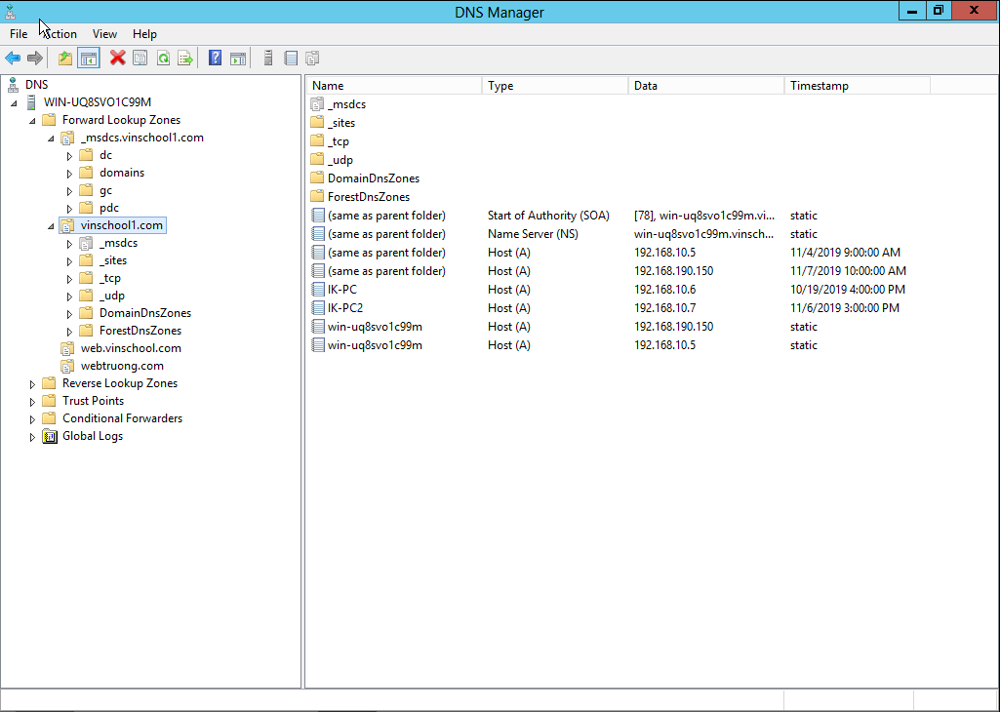 DNS Manager
File Action View Help
DNS
WIN-UQ8SVO1C99M
Forward Lookup Zones
_msdcs.vinschool1.com
dc
domains
gc
pdc
vinschool1.com
_msdcs
_sites
_tcp
_udp
DomainDnsZones
ForestDnsZones
web.vinschool.com
webtruong.com
Reverse Lookup Zones
Trust Points
Conditional Forwarders
Global Logs
Name Type Data Timestamp
_msdcs
_sites
_tcp
_udp
DomainDnsZones
ForestDnsZones
(same as parent folder) Start of Authority (SOA) [78], win-uq8svo1c99m.vi... static
(same as parent folder) Name Server (NS) win-uq8svo1c99m.vinsch... static
(same as parent folder) Host (A) 192.168.10.5 11/4/2019 9:00:00 AM
(same as parent folder) Host (A) 192.168.190.150 11/7/2019 10:00:00 AM
IK-PC Host (A) 192.168.10.6 10/19/2019 4:00:00 PM
IK-PC2 Host (A) 192.168.10.7 11/6/2019 3:00:00 PM
win-uq8svo1c99m Host (A) 192.168.190.150 static
win-uq8svo1c99m Host (A) 192.168.10.5 static